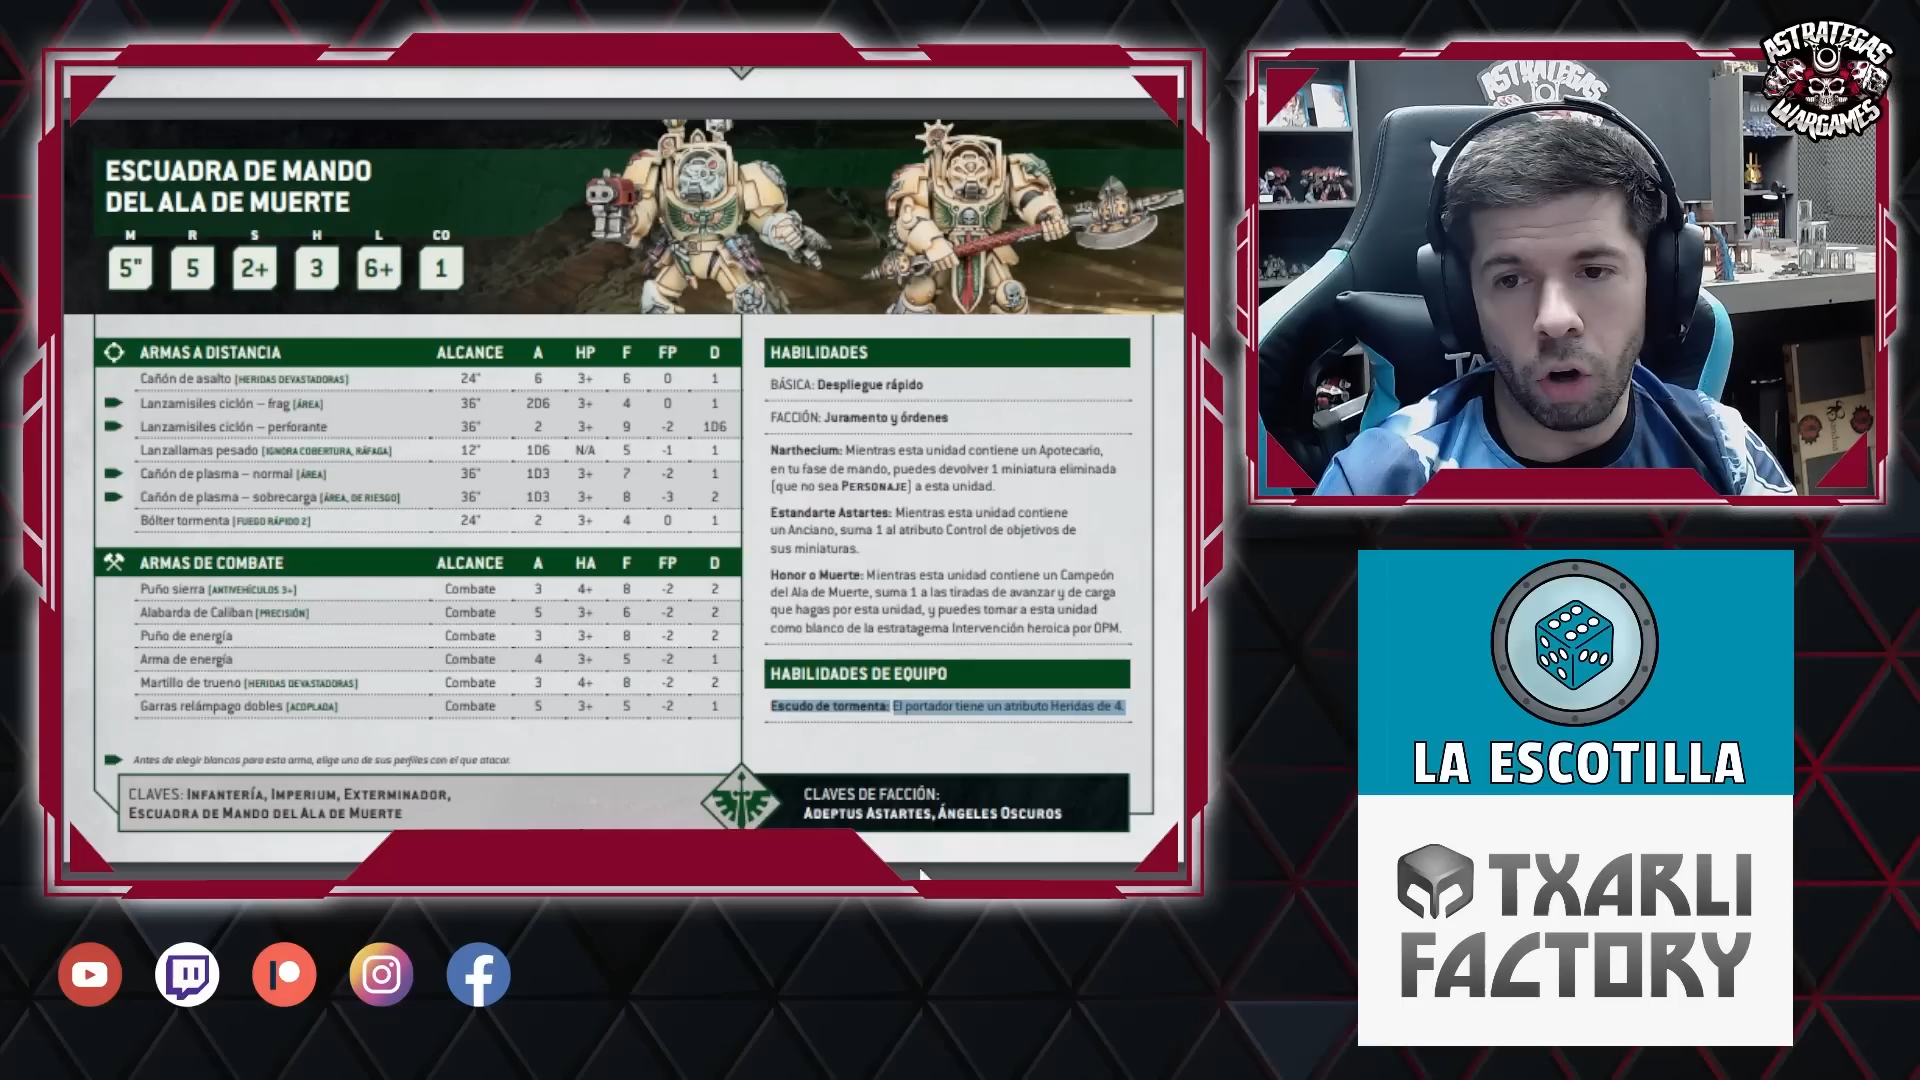 ESCUADRA DE MANDO
DEL ALA DE MUERTE
M R S H L CO
5" 5 2+ 3 6+ 1
ARMAS A DISTANCIA ALCANCE A HP F FP D
Cañón de asalto [HERIDAS DEVASTADORAS] 24" 6 3+ 6 0 1
Lanzamisiles ciclón – frag [ÁREA] 36" 2D6 3+ 4 0 1
Lanzamisiles ciclón – perforante 36" 2 3+ 9 -2 1D6
Lanzallamas pesado [IGNORA COBERTURA, RÁFAGA] 12" 1D6 N/A 5 -1 1
Cañón de plasma – normal [ÁREA] 36" 1D3 3+ 7 -2 1
Cañón de plasma – sobrecarga [ÁREA, DE RIESGO] 36" 1D3 3+ 8 -3 2
Bólter tormenta [FUEGO RÁPIDO 2] 24" 2 3+ 4 0 1
ARMAS DE COMBATE ALCANCE A HA F FP D
Puño sierra [ANTIVEHÍCULOS 3+] Combate 3 4+ 8 -2 2
Alabarda de Caliban [PRECISIÓN] Combate 5 3+ 6 -2 2
Puño de energía Combate 3 3+ 8 -2 2
Arma de energía Combate 4 3+ 5 -2 1
Martillo de trueno [HERIDAS DEVASTADORAS] Combate 3 4+ 8 -2 2
Garras relámpago dobles [ACOPLADA] Combate 5 3+ 5 -2 1
Antes de elegir blancos para esta arma, elige uno de sus perfiles con el que atacar.
CLAVES: INFANTERÍA, IMPERIUM, EXTERMINADOR,
ESCUADRA DE MANDO DEL ALA DE MUERTE
HABILIDADES
BÁSICA: Despliegue rápido
FACCIÓN: Juramento y órdenes
Narthecium: Mientras esta unidad contiene un Apotecario,
en tu fase de mando, puedes devolver 1 miniatura eliminada
(que no sea PERSONAJE) a esta unidad.
Estandarte Astartes: Mientras esta unidad contiene
un Anciano, suma 1 al atributo Control de objetivos de
sus miniaturas.
Honor o Muerte: Mientras esta unidad contiene un Campeón
del Ala de Muerte, suma 1 a las tiradas de avanzar y de carga
que hagas por esta unidad, y puedes tomar a esta unidad
como blanco de la estratagema Intervención heroica por 0PM.
HABILIDADES DE EQUIPO
Escudo de tormenta: El portador tiene un atributo Heridas de 4.
CLAVES DE FACCIÓN:
ADEPTUS ASTARTES, ÁNGELES OSCUROS
ASTRATEGAS
WARGAMES
ASTRATEGAS
LA ESCOTILLA
TXARLI
FACTORY